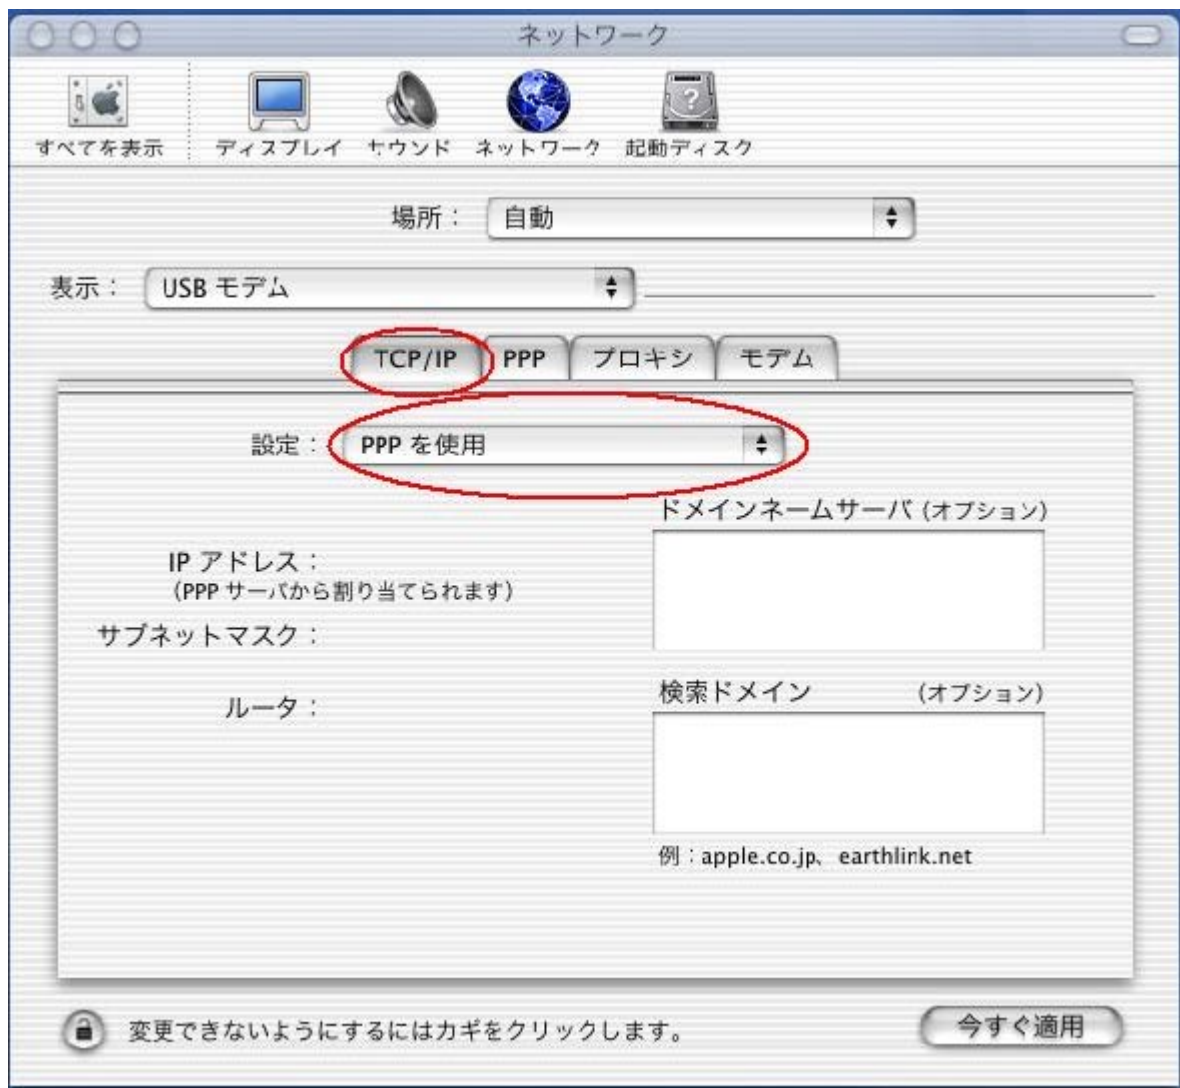 ネットワーク
すべてを表示 ディスプレイ サウンド ネットワーク 起動ディスク
場所： 自動
表示： USB モデム
TCP/IP PPP プロキシ モデム
設定： PPP を使用
ドメインネームサーバ (オプション)
IP アドレス：
(PPP サーバから割り当てられます)
サブネットマスク：
検索ドメイン (オプション)
ルータ：
例：apple.co.jp、earthlink.net
変更できないようにするにはカギをクリックします。
今すぐ適用